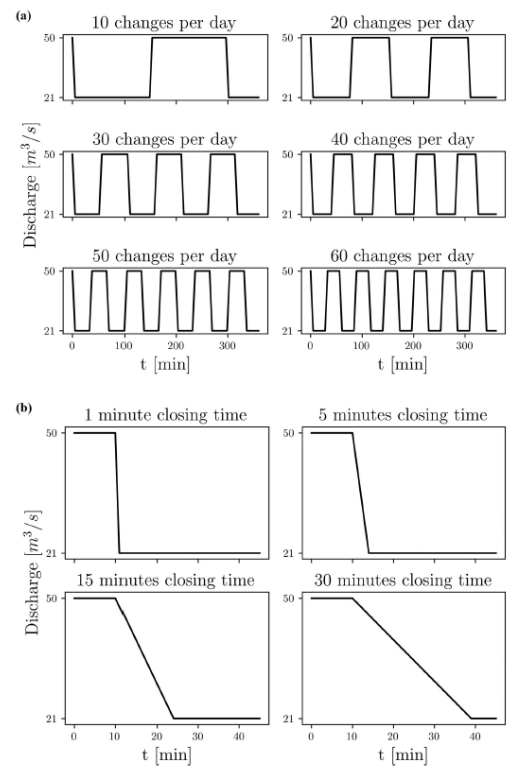 (a)
10 changes per day
20 changes per day
50
21
50
21
30 changes per day
40 changes per day
50
21
50
21
50 changes per day
60 changes per day
50
21
50
21
0 100 200 300
0 100 200 300
t [min]
t [min]
Discharge [m³/s]
(b)
1 minute closing time
5 minutes closing time
50
21
50
21
15 minutes closing time
30 minutes closing time
50
21
50
21
0 10 20 30 40
0 10 20 30 40
t [min]
t [min]
Discharge [m³/s]